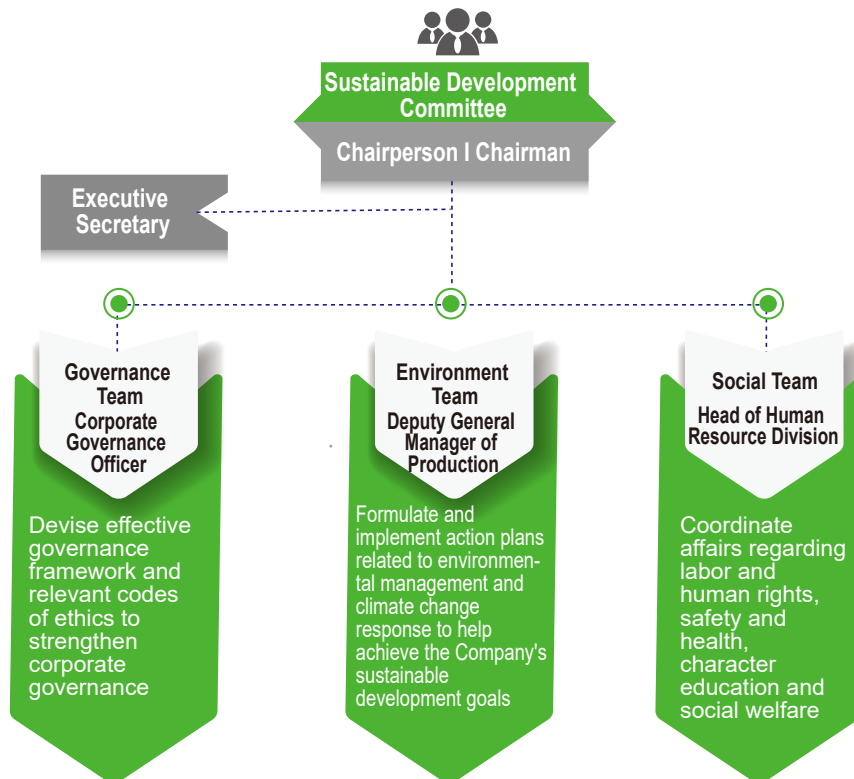 Sustainable Development
Committee
Chairperson I Chairman
Executive
Secretary
Governance
Team
Corporate
Governance
Officer
Devise effective
governance
framework and
relevant codes
of ethics to
strengthen
corporate
governance
Environment
Team
Deputy General
Manager of
Production
Formulate and
implement action plans
related to environmen-
tal management and
climate change
response to help
achieve the Company's
sustainable
development goals
Social Team
Head of Human
Resource Division
Coordinate
affairs regarding
labor and
human rights,
safety and
health,
character
education and
social welfare